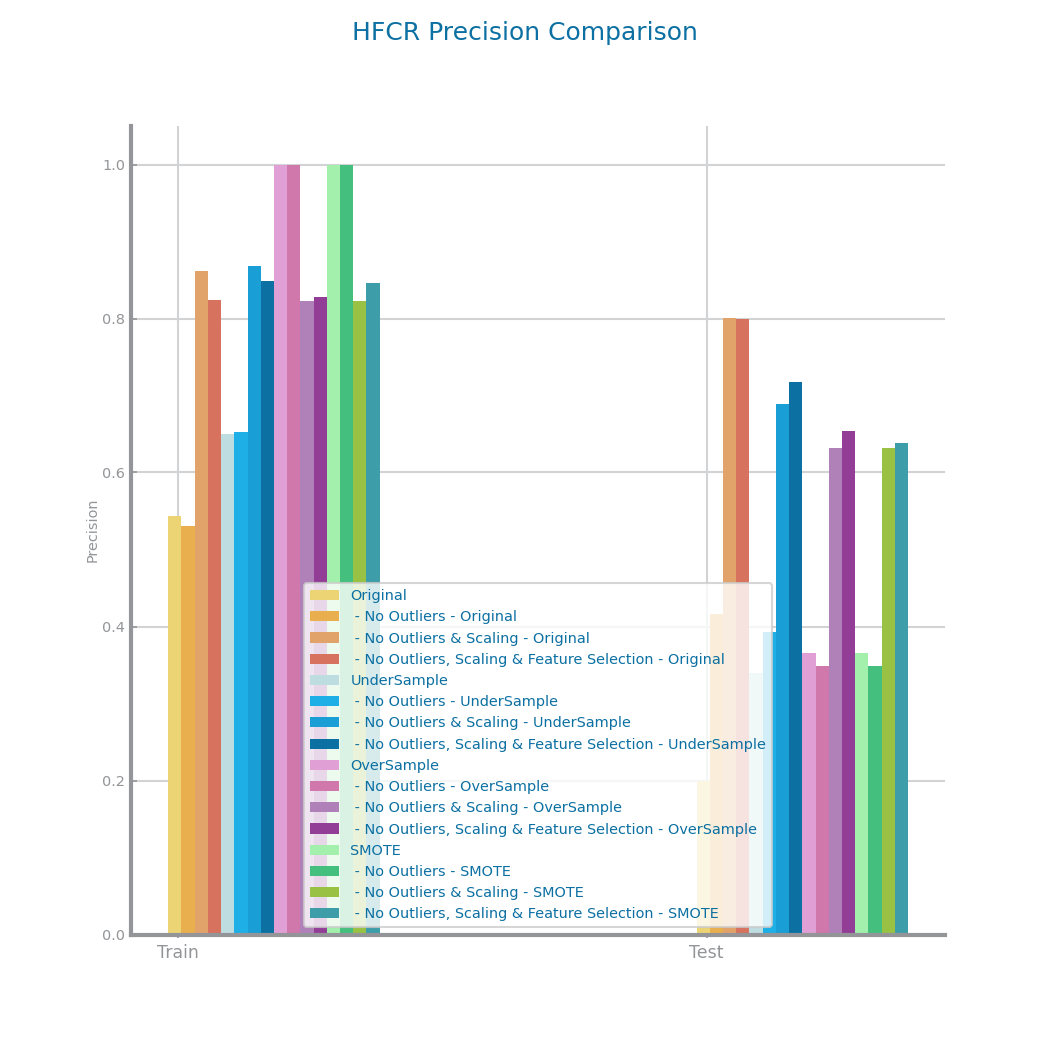 HFCR Precision Comparison
1.0
0.8
0.6
0.4
0.2
0.0
Precision
Original
- No Outliers - Original
- No Outliers & Scaling - Original
- No Outliers, Scaling & Feature Selection - Original
UnderSample
- No Outliers - UnderSample
- No Outliers & Scaling - UnderSample
- No Outliers, Scaling & Feature Selection - UnderSample
OverSample
- No Outliers - OverSample
- No Outliers & Scaling - OverSample
- No Outliers, Scaling & Feature Selection - OverSample
SMOTE
- No Outliers - SMOTE
- No Outliers & Scaling - SMOTE
- No Outliers, Scaling & Feature Selection - SMOTE
Train
Test